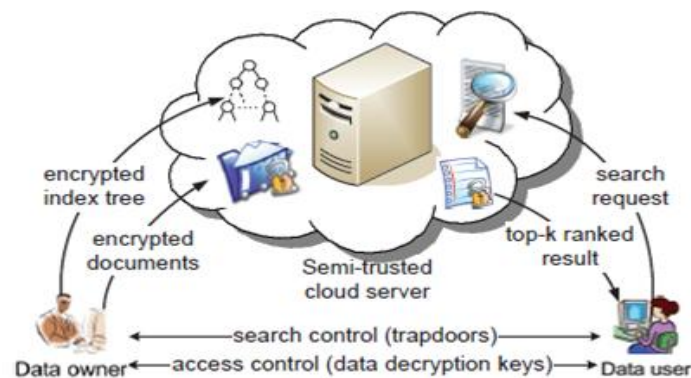 encrypted
index tree
encrypted
documents
Semi-trusted
cloud server
search
request
top-k ranked
result
search control (trapdoors)
access control (data decryption keys)
Data owner
Data user